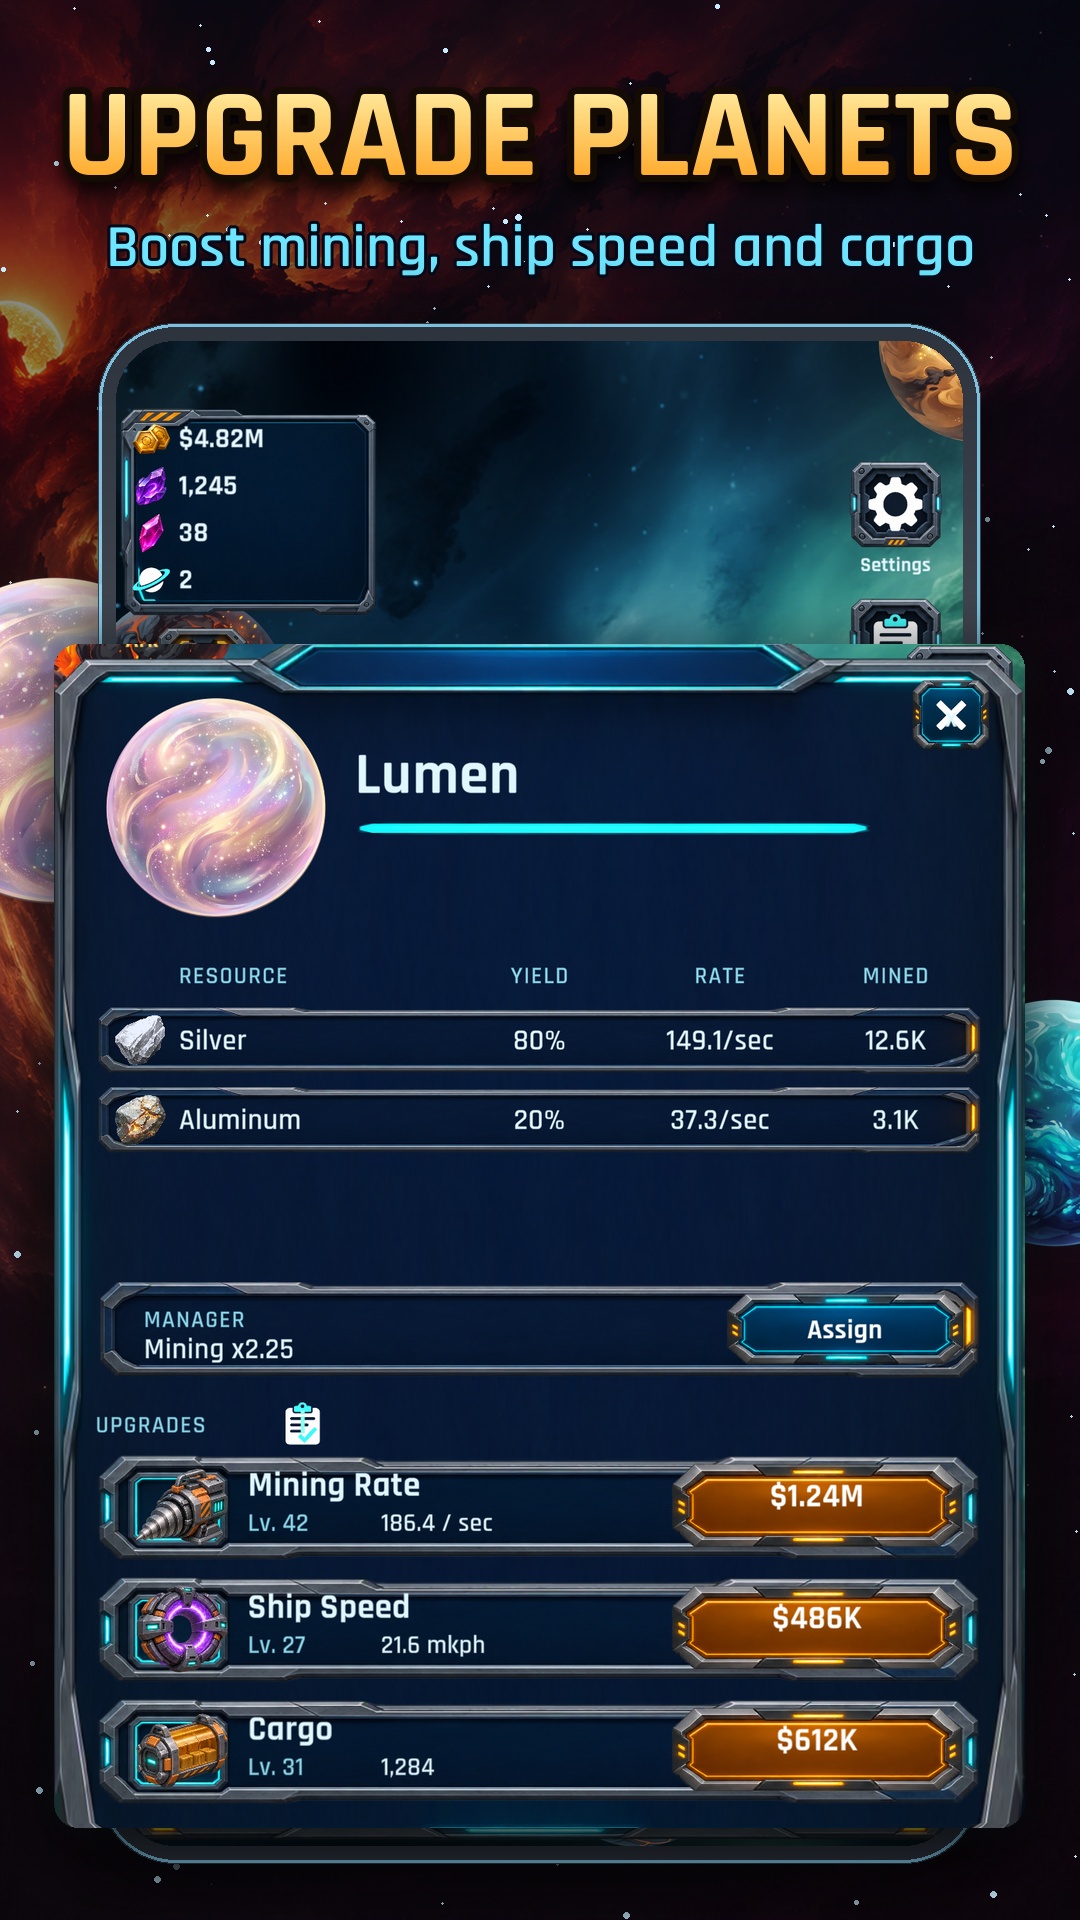 UPGRADE PLANETS
Boost mining, ship speed and cargo
$4.82M
1,245
38
2
Settings
Lumen
RESOURCE YIELD RATE MINED
Silver 80% 149.1/sec 12.6K
Aluminum 20% 37.3/sec 3.1K
MANAGER
Mining x2.25
Assign
UPGRADES
Mining Rate
Lv. 42 186.4 / sec
$1.24M
Ship Speed
Lv. 27 21.6 mkph
$486K
Cargo
Lv. 31 1,284
$612K